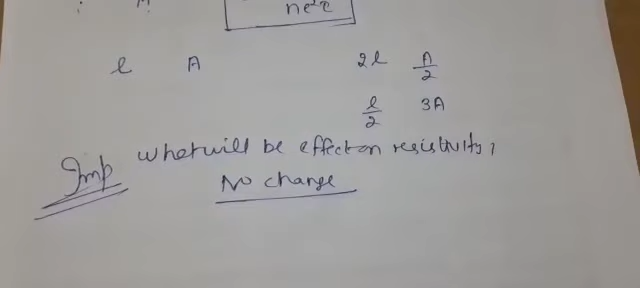 ne²τ
l A 2l A/2
l/2 3A
Imp What will be effect on resistivity,
No change